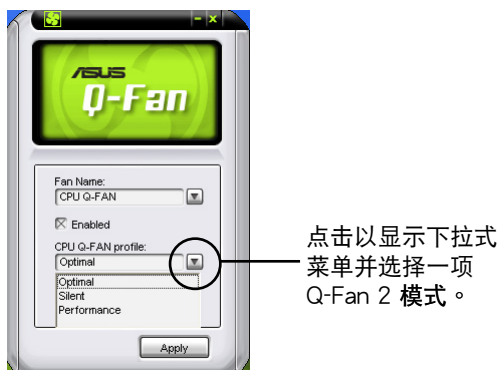 ASUS
Q-Fan
Fan Name:
CPU Q-FAN
Enabled
CPU Q-FAN profile:
Optimal
Optimal
Silent
Performance
Apply
点击以显示下拉式
菜单并选择一项
Q-Fan 2 模式。